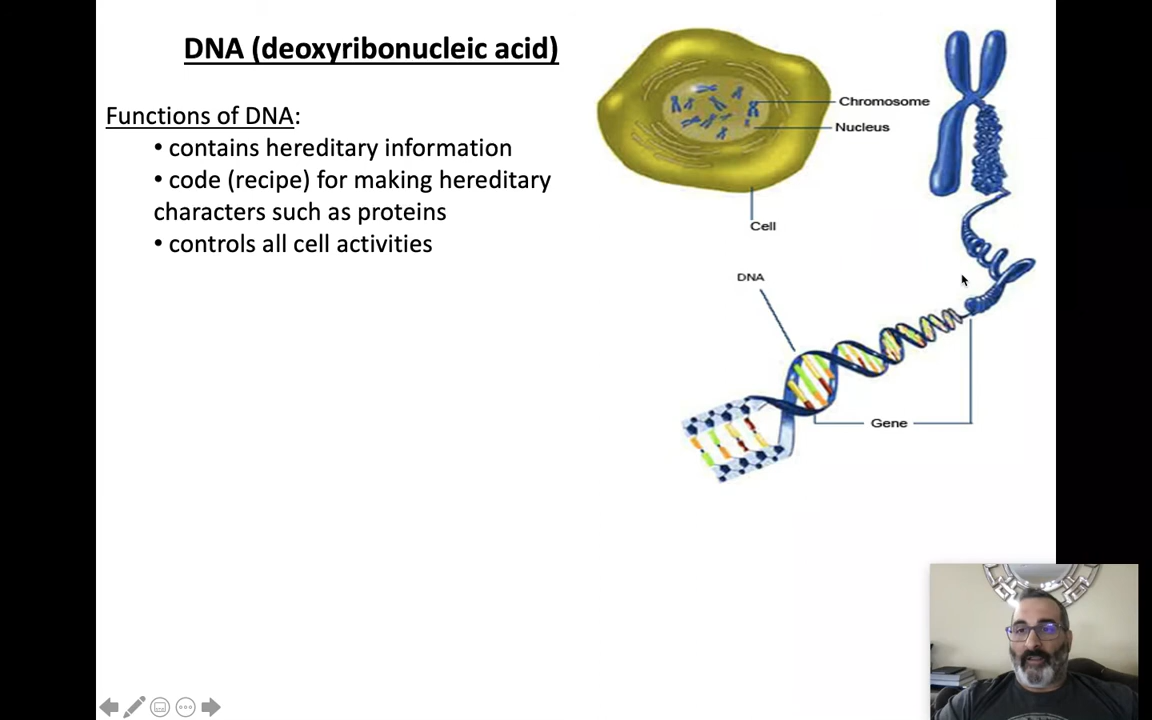 DNA (deoxyribonucleic acid)
Functions of DNA:
• contains hereditary information
• code (recipe) for making hereditary
characters such as proteins
• controls all cell activities
Chromosome
Nucleus
Cell
DNA
Gene